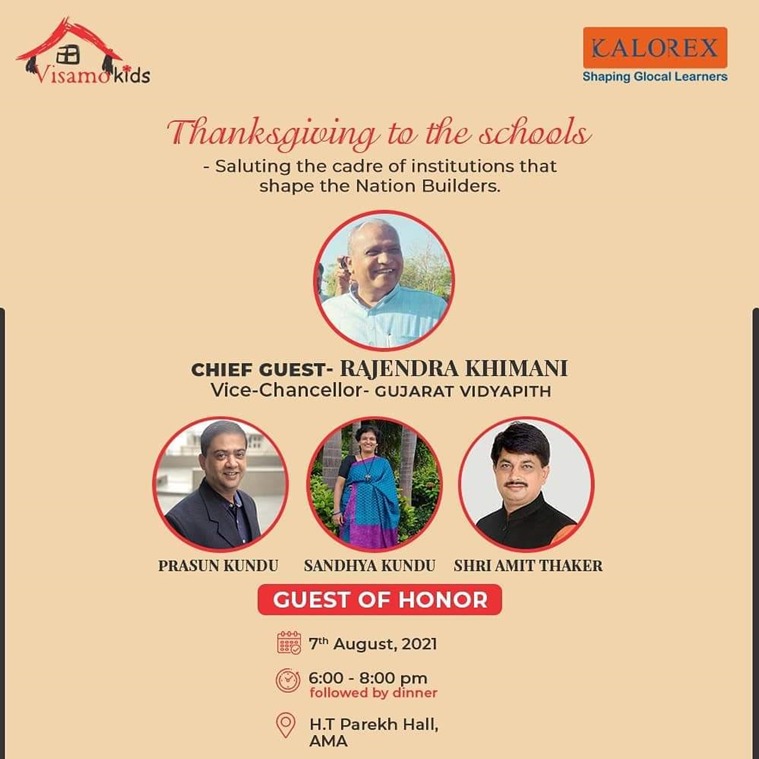 Visamo kids
KALOREX
Shaping Glocal Learners
Thanksgiving to the schools
- Saluting the cadre of institutions that
shape the Nation Builders.
CHIEF GUEST- RAJENDRA KHIMANI
Vice-Chancellor- GUJARAT VIDYAPITH
PRASUN KUNDU SANDHYA KUNDU SHRI AMIT THAKER
GUEST OF HONOR
7th August, 2021
6:00 - 8:00 pm
followed by dinner
H.T Parekh Hall,
AMA